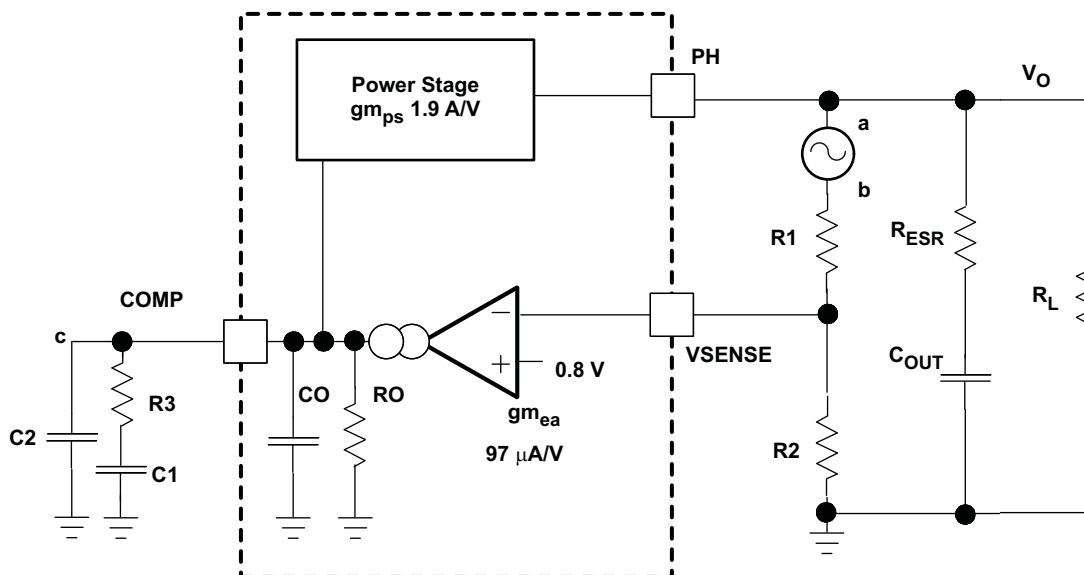 Power Stage
gm_ps 1.9 A/V
PH
V_O
a
b
R1
R_ESR
R_L
COMP
c
−
VSENSE
+
0.8 V
C_OUT
R3
CO
RO
gm_ea
C2
97 μA/V
R2
C1